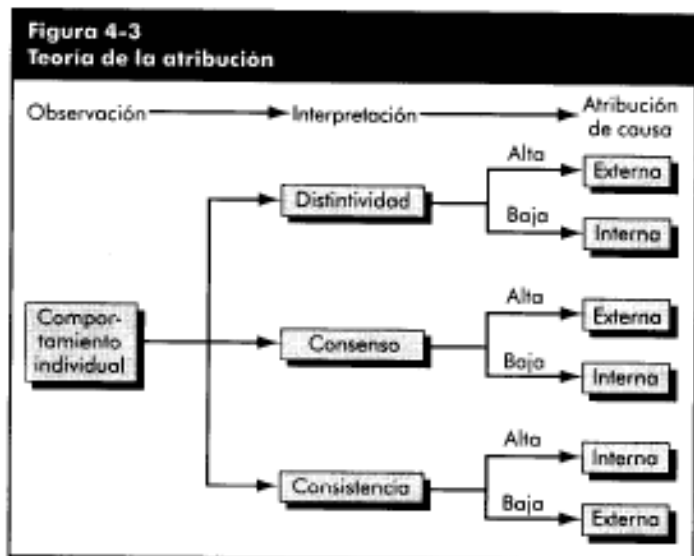 Figura 4-3
Teoría de la atribución
Observación
Interpretación
Atribución
de causa
Alta
Externa
Distintividad
Baja
Interna
Compor-
tamiento
individual
Alta
Externa
Consenso
Baja
Interna
Alta
Interna
Consistencia
Baja
Externa